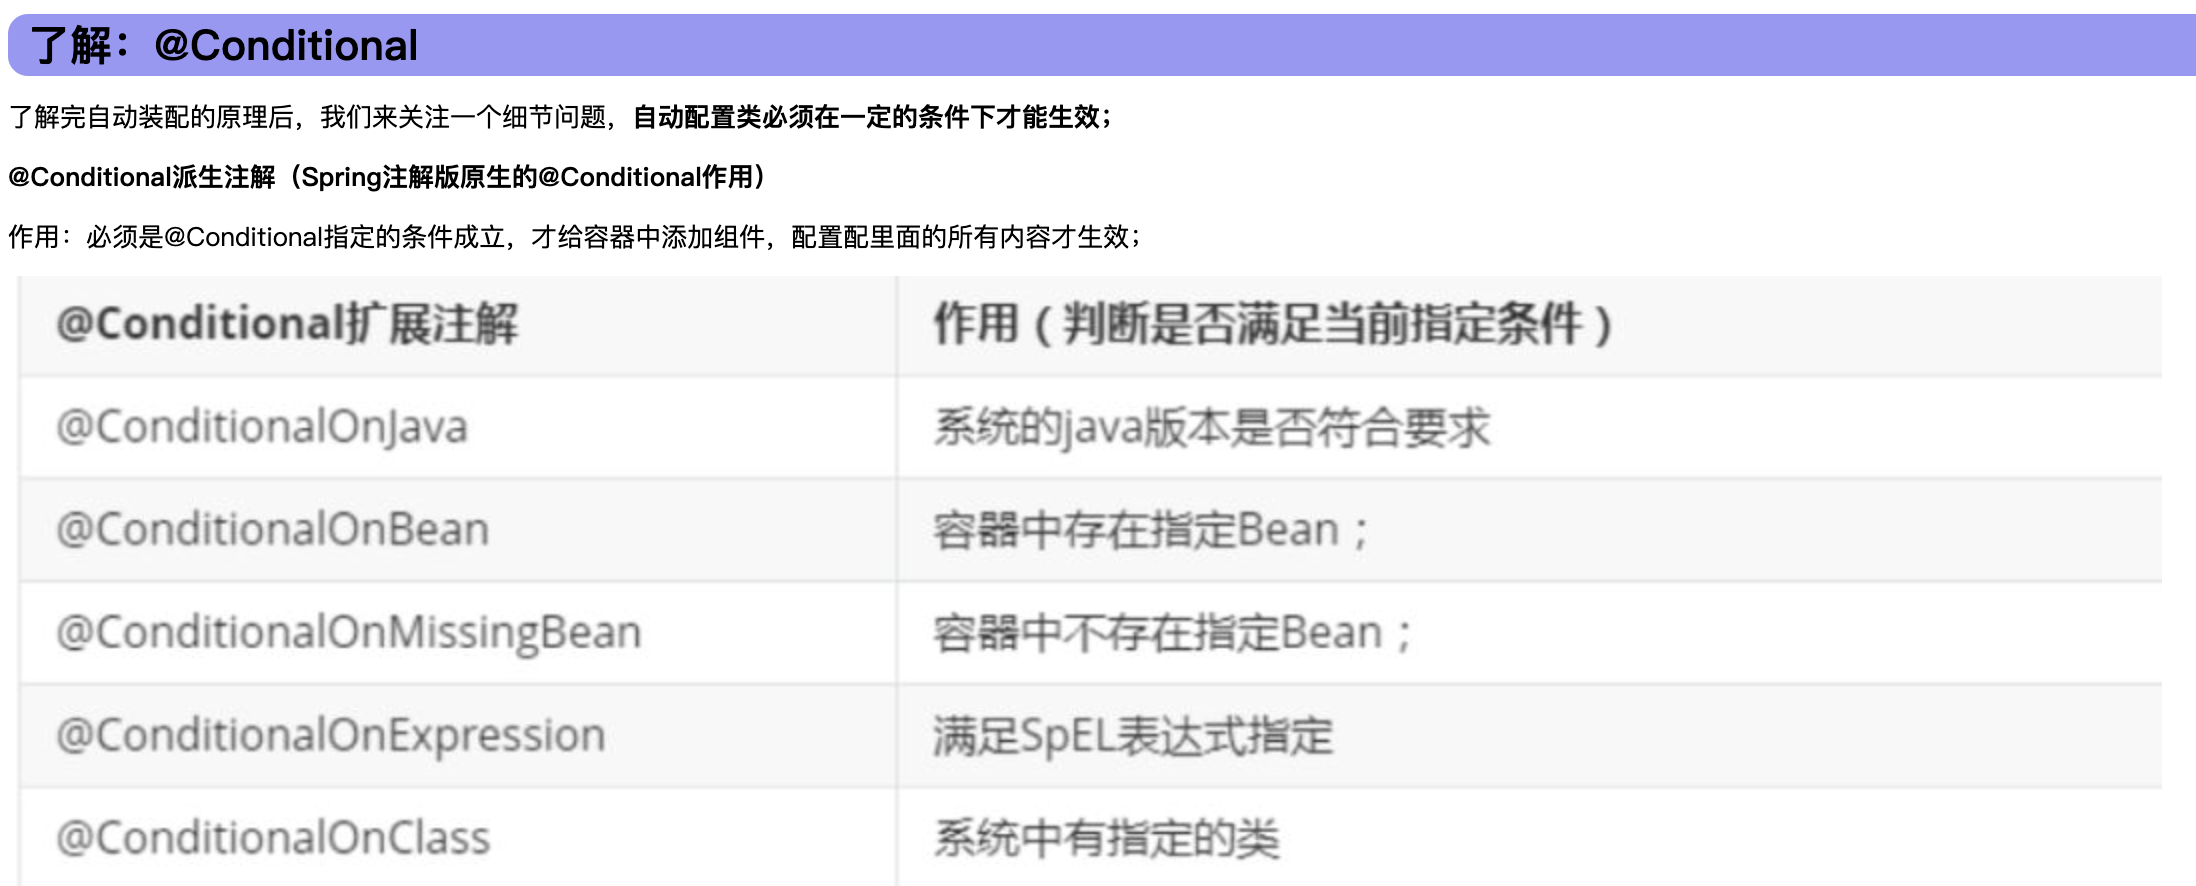 了解：@Conditional
了解完自动装配的原理后，我们来关注一个细节问题，自动配置类必须在一定的条件下才能生效；
@Conditional派生注解（Spring注解版原生的@Conditional作用）
作用：必须是@Conditional指定的条件成立，才给容器中添加组件，配置配里面的所有内容才生效；
@Conditional扩展注解 作用（判断是否满足当前指定条件）
@ConditionalOnJava 系统的java版本是否符合要求
@ConditionalOnBean 容器中存在指定Bean；
@ConditionalOnMissingBean 容器中不存在指定Bean；
@ConditionalOnExpression 满足SpEL表达式指定
@ConditionalOnClass 系统中有指定的类